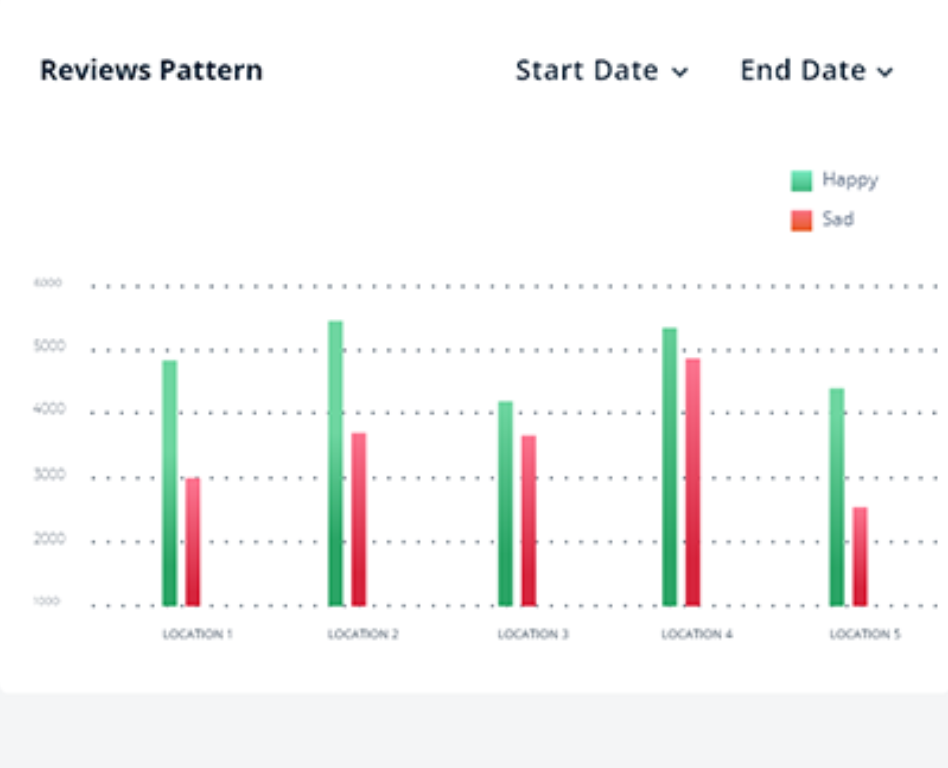 Reviews Pattern Start Date End Date
Happy
Sad
6000
5000
4000
3000
2000
1000
LOCATION 1 LOCATION 2 LOCATION 3 LOCATION 4 LOCATION 5